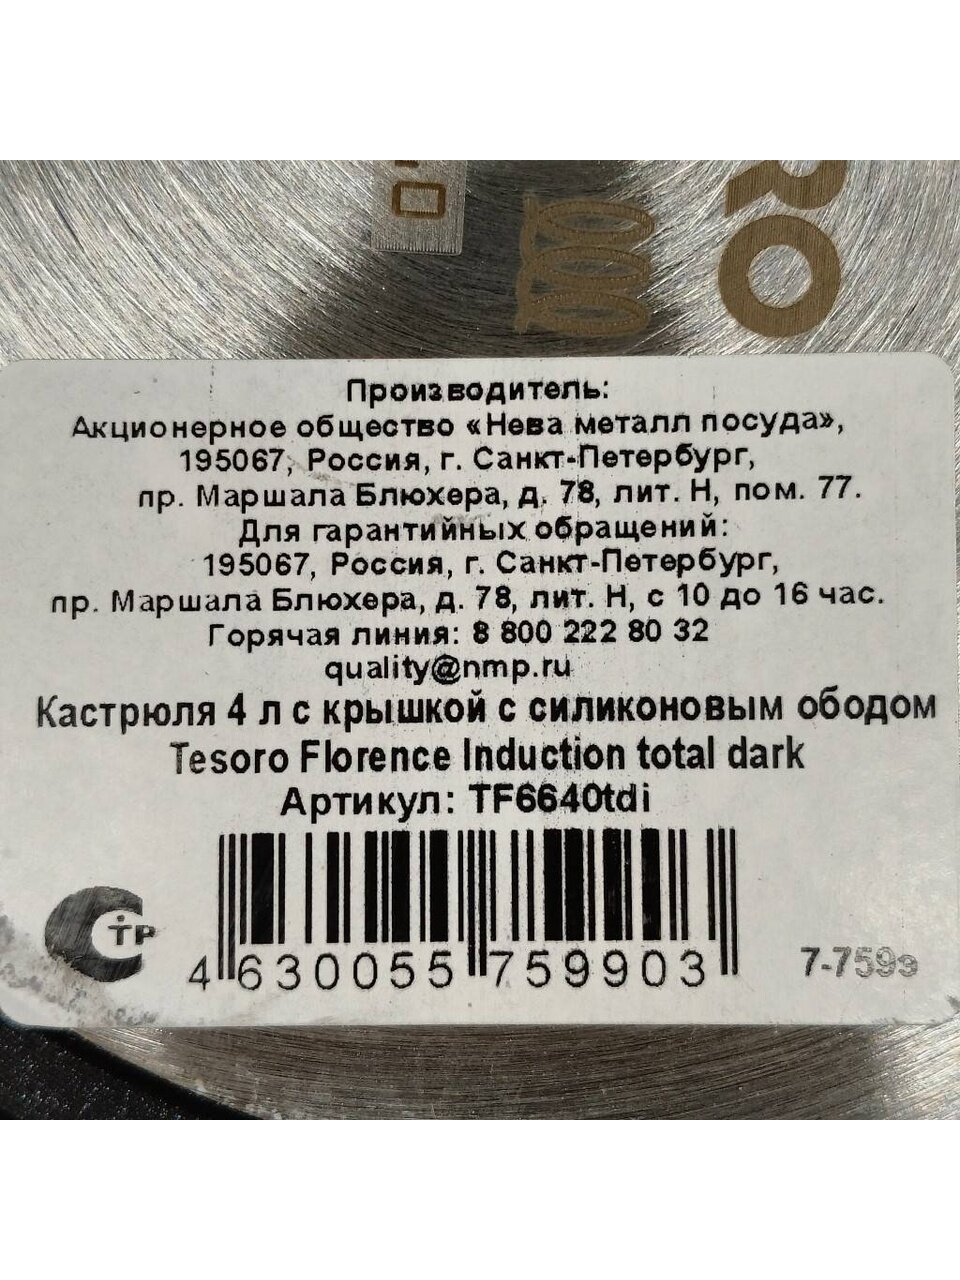 RO
Производитель:
Акционерное общество «Нева металл посуда»,
195067, Россия, г. Санкт-Петербург,
пр. Маршала Блюхера, д. 78, лит. Н, пом. 77.
Для гарантийных обращений:
195067, Россия, г. Санкт-Петербург,
пр. Маршала Блюхера, д. 78, лит. Н, с 10 до 16 час.
Горячая линия: 8 800 222 80 32
quality@nmp.ru
Кастрюля 4 л с крышкой с силиконовым ободом
Tesoro Florence Induction total dark
Артикул: TF6640tdi
СТР
4 630055 759903
7-759э